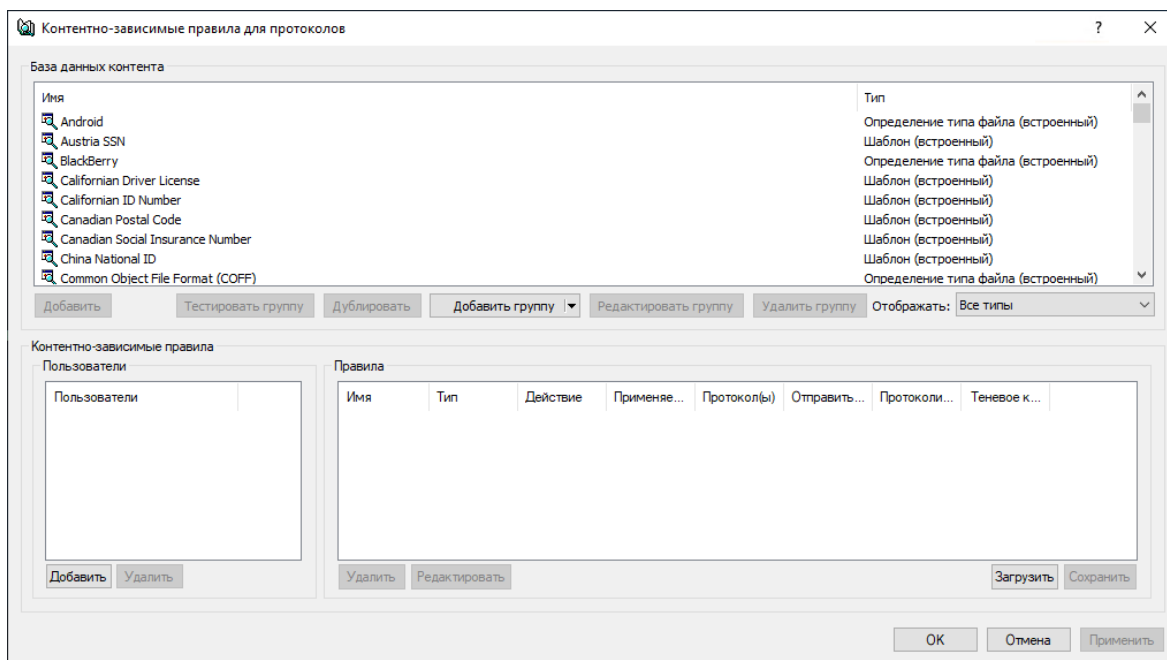 Контентно-зависимые правила для протоколов ?
База данных контента
Имя Тип
Android Определение типа файла (встроенный)
Austria SSN Шаблон (встроенный)
BlackBerry Определение типа файла (встроенный)
Californian Driver License Шаблон (встроенный)
Californian ID Number Шаблон (встроенный)
Canadian Postal Code Шаблон (встроенный)
Canadian Social Insurance Number Шаблон (встроенный)
China National ID Шаблон (встроенный)
Common Object File Format (COFF) Определение типа файла (встроенный)
Добавить Тестировать группу Дублировать Добавить группу Редактировать группу Удалить группу Отображать: Все типы
Контентно-зависимые правила
Пользователи Правила
Пользователи Имя Тип Действие Применяе... Протокол(ы) Отправить... Протоколи... Теневое к...
Добавить Удалить Удалить Редактировать Загрузить Сохранить
OK Отмена Применить